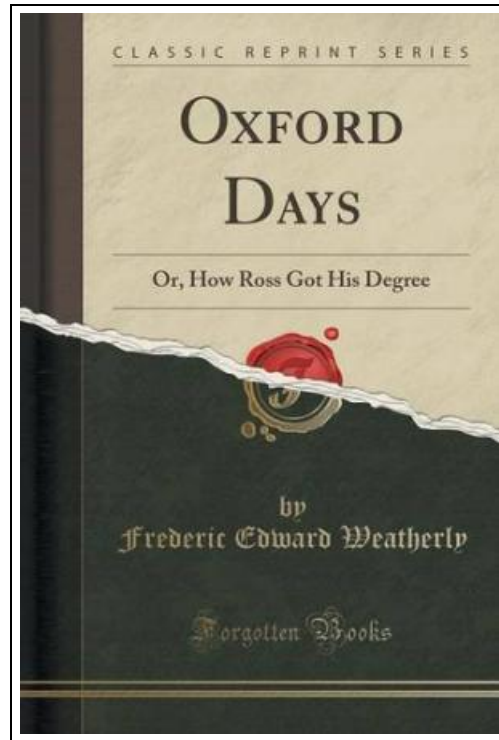 CLASSIC REPRINT SERIES
OXFORD
DAYS
Or, How Ross Got His Degree
F
by
Frederic Edward Weatherly
Forgotten Books